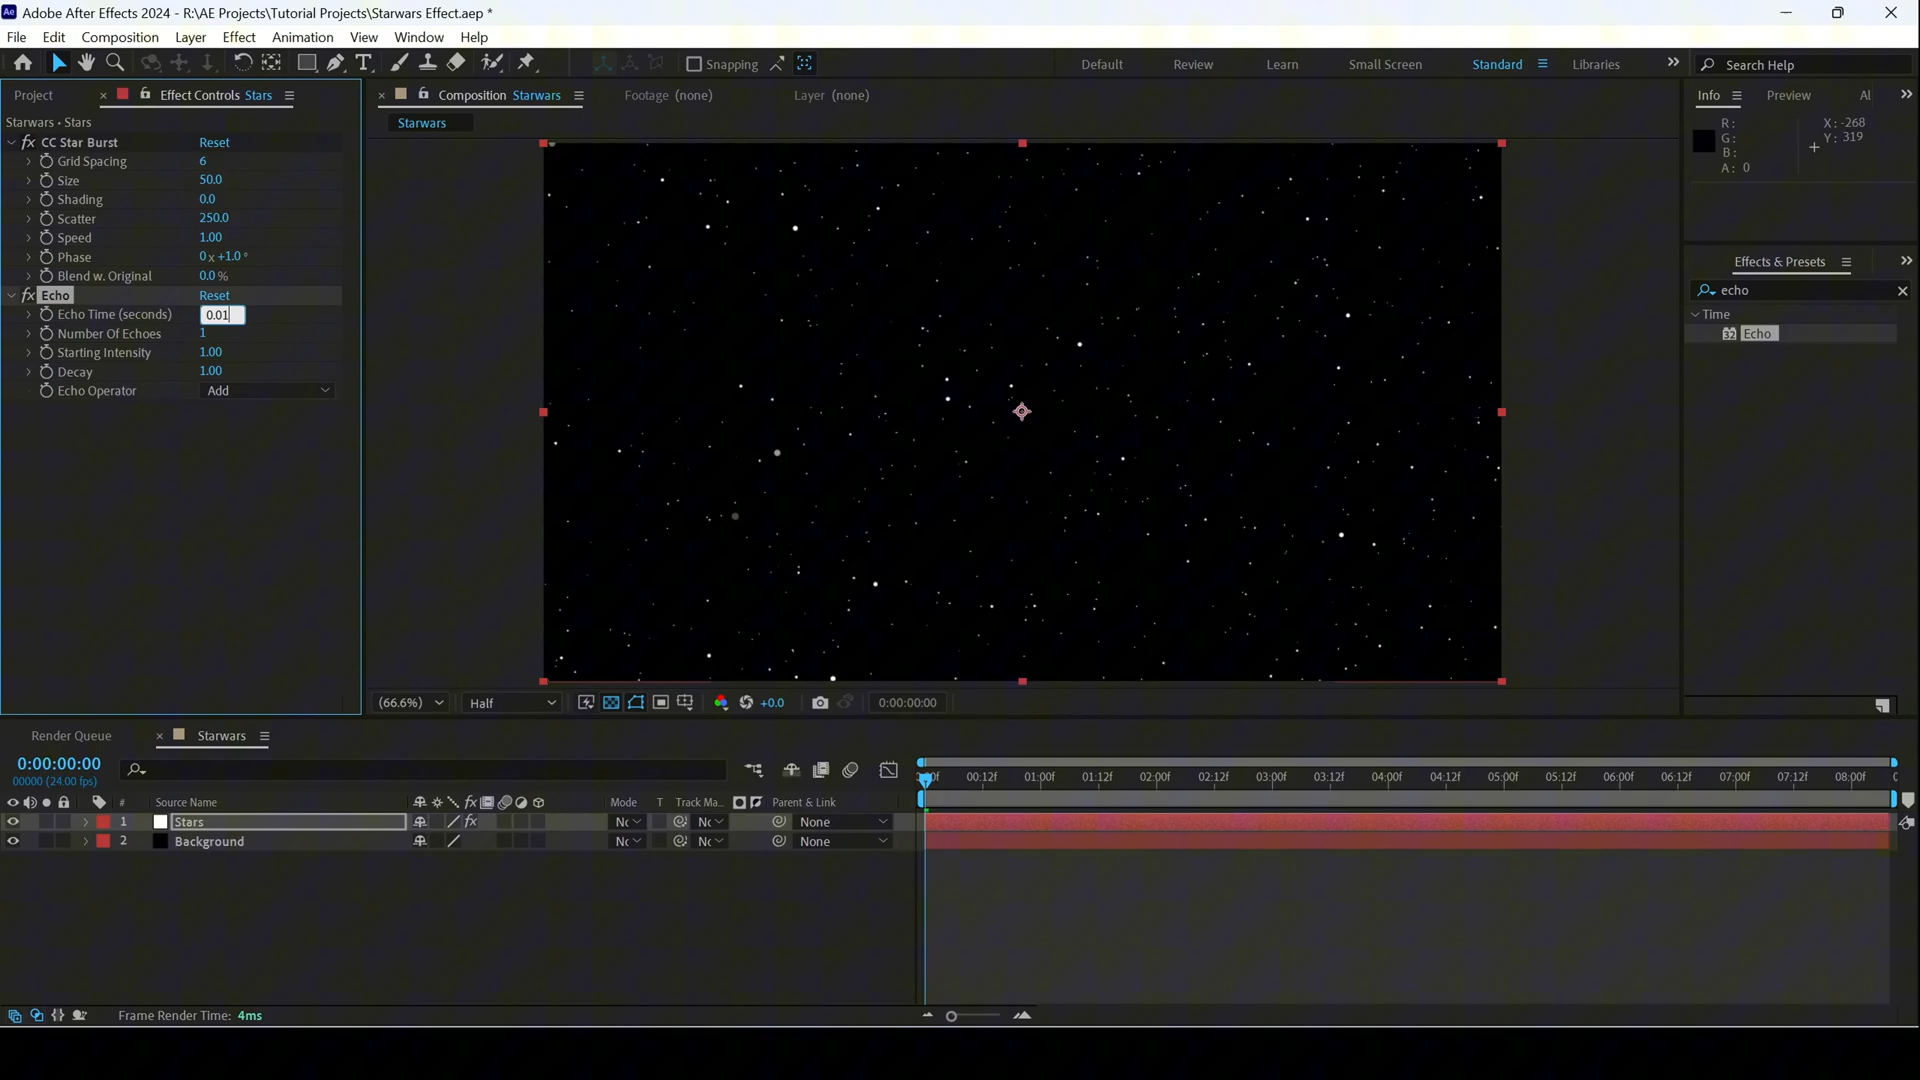 Adobe After Effects 2024 - R:\AE Projects\Tutorial Projects\Starwars Effect.aep *
File Edit Composition Layer Effect Animation View Window Help
Snapping Default Review Learn Small Screen Standard Libraries Search Help
Project Effect Controls Stars
Starwars • Stars
fx CC Star Burst Reset
Grid Spacing 6
Size 50.0
Shading 0.0
Scatter 250.0
Speed 1.00
Phase 0 x +1.0 °
Blend w. Original 0.0 %
fx Echo Reset
Echo Time (seconds) 0.01
Number Of Echoes 1
Starting Intensity 1.00
Decay 1.00
Echo Operator Add
Composition Starwars Footage (none) Layer (none)
Starwars
(66.6%) Half +0.0 0:00:00:00
Info Preview Al
R: X: -268
G: Y: 319
B:
A: 0
Effects & Presets
echo
Time
32 Echo
Render Queue Starwars
0:00:00:00
00000 (24.00 fps)
# Source Name fx Mode T Track Ma... Parent & Link
1 Stars fx None
2 Background None
00:12f 01:00f 01:12f 02:00f 02:12f 03:00f 03:12f 04:00f 04:12f 05:00f 05:12f 06:00f 06:12f 07:00f 07:12f 08:00f
Frame Render Time: 4ms